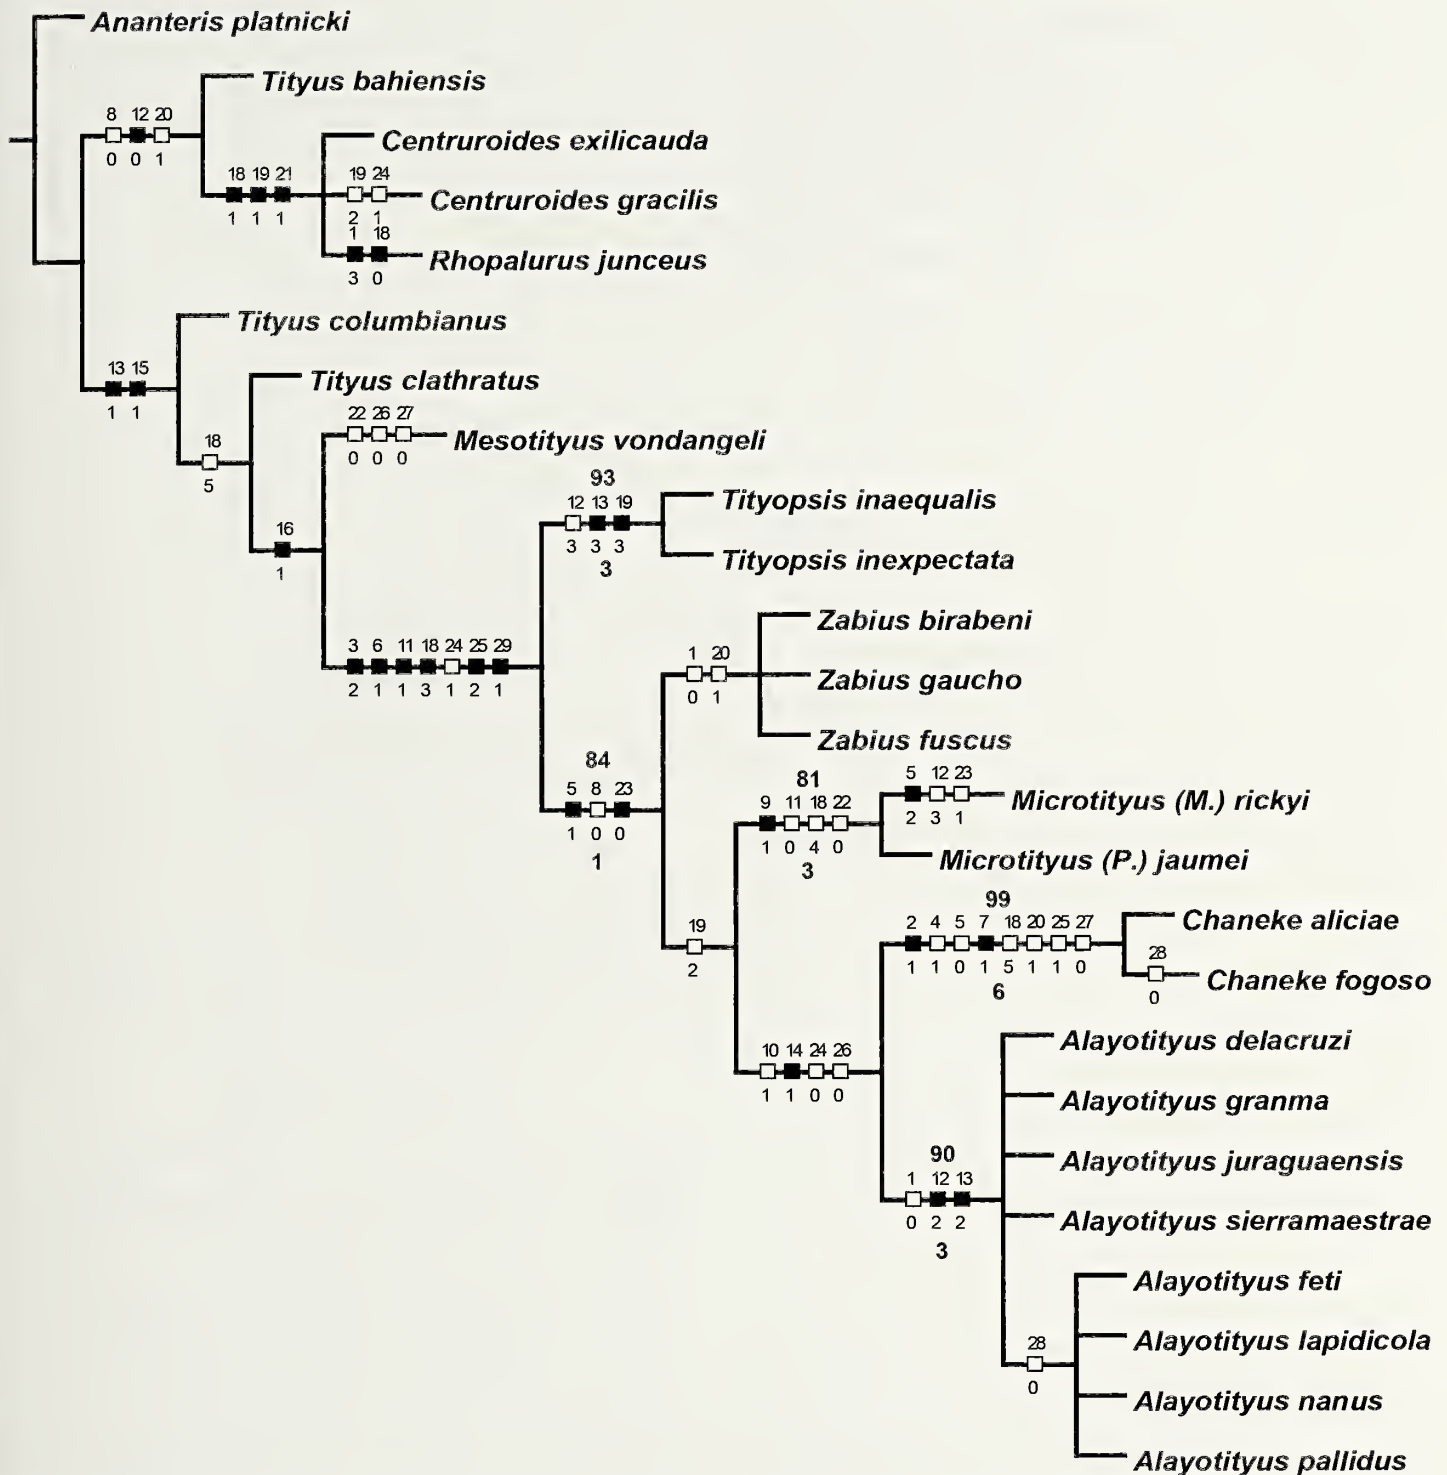 Ananteris platnicki
Tityus bahiensis
8 12 20
0 0 1
Centruroides exilicauda
18 19 21
1 1 1
19 24
2 1
Centruroides gracilis
1 18
3 0
Rhopalurus junceus
Tityus columbianus
13 15
1 1
Tityus clathratus
18
5
22 26 27
0 0 0
Mesotityus vondangeli
16
1
93
12 13 19
3 3 3
3
Tityopsis inaequalis
Tityopsis inexpectata
3 6 11 18 24 25 29
2 1 1 3 1 2 1
Zabius birabeni
1 20
0 1
Zabius gaucho
Zabius fuscus
84
5 8 23
1 0 0
1
81
9 11 18 22
1 0 4 0
3
5 12 23
2 3 1
Microtityus (M.) rickyi
Microtityus (P.) jaumei
19
2
99
2 4 5 7 18 20 25 27
1 1 0 1 5 1 1 0
6
Chaneke aliciae
28
0
Chaneke fogoso
10 14 24 26
1 1 0 0
Alayotityus delacruzi
Alayotityus granma
90
1 12 13
0 2 2
3
Alayotityus juraguaensis
Alayotityus sierramaestrae
Alayotityus feti
28
0
Alayotityus lapidicola
Alayotityus nanus
Alayotityus pallidus